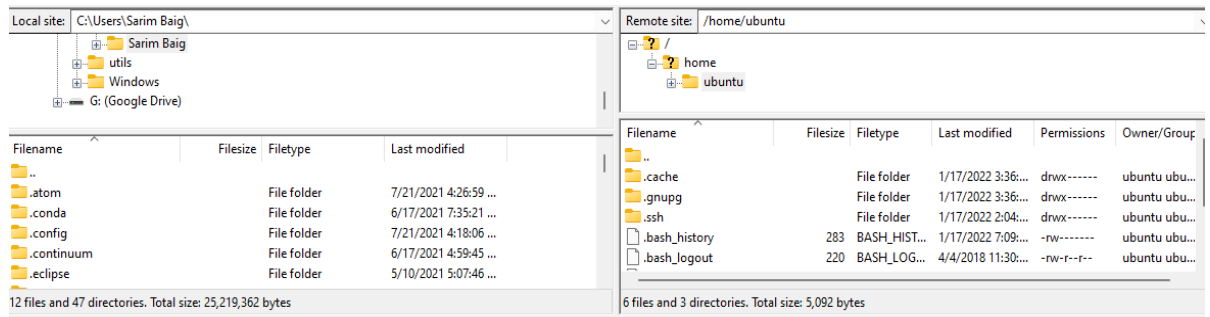 Local site: C:\Users\Sarim Baig\
Sarim Baig
utils
Windows
G: (Google Drive)
Filename Filesize Filetype Last modified
..
.atom File folder 7/21/2021 4:26:59 ...
.conda File folder 6/17/2021 7:35:21 ...
.config File folder 7/21/2021 4:18:06 ...
.continuum File folder 6/17/2021 4:59:45 ...
.eclipse File folder 5/10/2021 5:07:46 ...
12 files and 47 directories. Total size: 25,219,362 bytes
Remote site: /home/ubuntu
? /
? home
ubuntu
Filename Filesize Filetype Last modified Permissions Owner/Group
..
.cache File folder 1/17/2022 3:36:... drwx------ ubuntu ubu...
.gnupg File folder 1/17/2022 3:36:... drwx------ ubuntu ubu...
.ssh File folder 1/17/2022 2:04:... drwx------ ubuntu ubu...
.bash_history 283 BASH_HIST... 1/17/2022 7:09:... -rw------- ubuntu ubu...
.bash_logout 220 BASH_LOG... 4/4/2018 11:30:... -rw-r--r-- ubuntu ubu...
6 files and 3 directories. Total size: 5,092 bytes